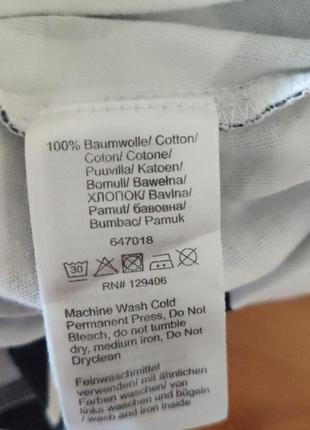 100% Baumwolle/ Cotton/
Coton/ Cotone/
Puuvilla/ Katoen/
Bomull/ Bawełna/
ХЛОПОК/ Bavlna/
Pamut/ бавовна/
Bumbac/ Pamuk
647018
30
RN# 129406
Machine Wash Cold
Permanent Press, Do Not
Bleach, do not tumble
dry, medium iron, Do Not
Dryclean
Feinwaschmittel
verwenden/ mit ähnlichen
Farben waschen/ von
links waschen und bügeln
/ wash and iron inside